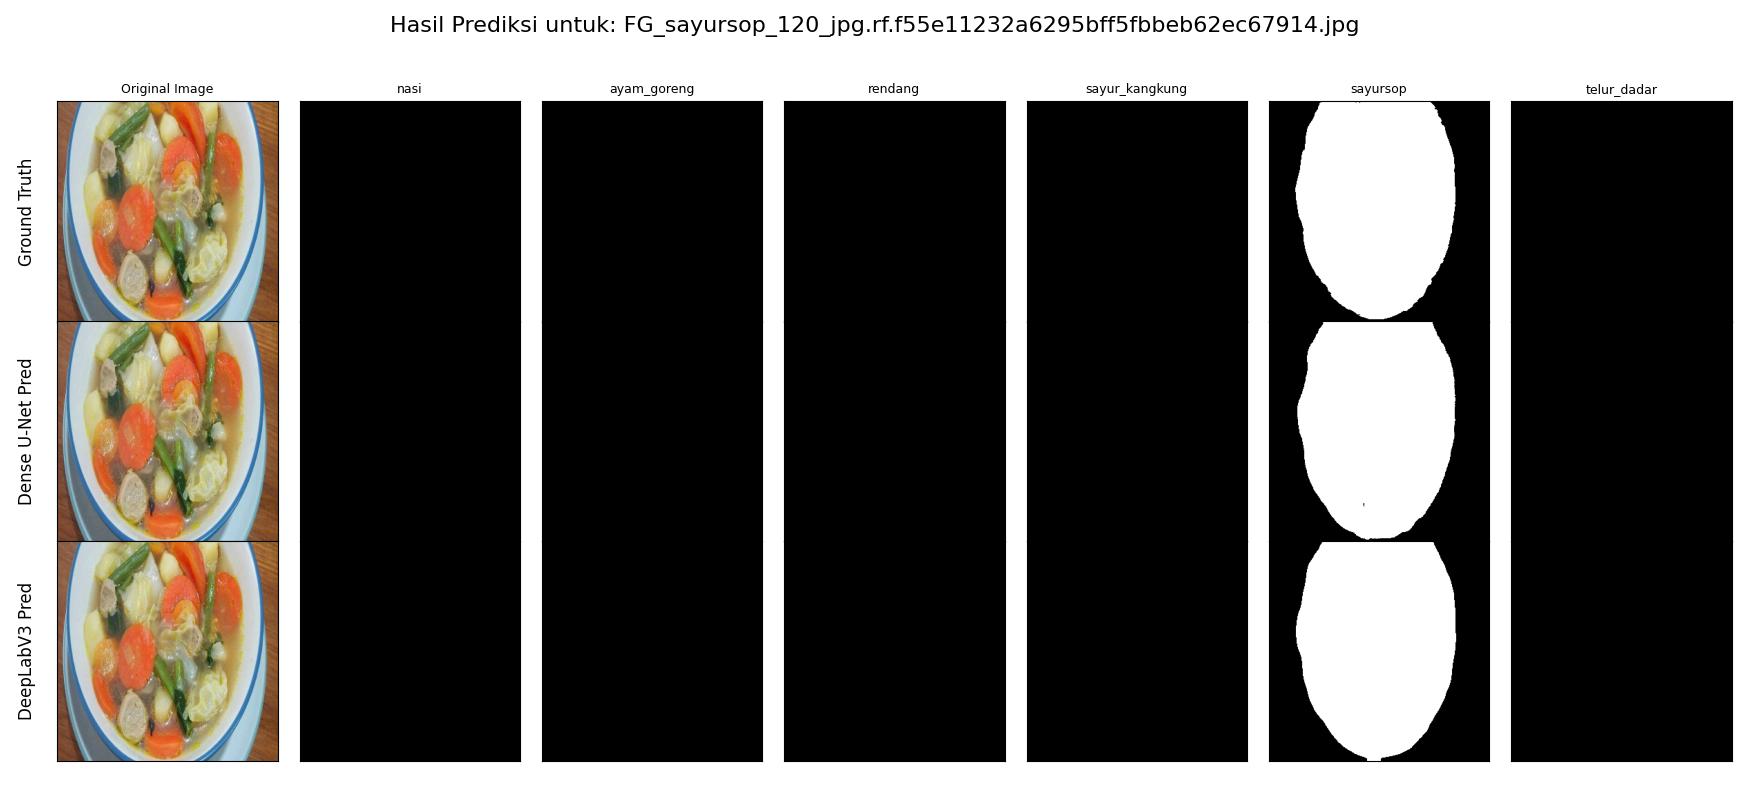 Hasil Prediksi untuk: FG_sayursop_120_jpg.rf.f55e11232a6295bff5fbbeb62ec67914.jpg
Original Image
nasi
ayam_goreng
rendang
sayur_kangkung
sayursop
telur_dadar
Ground Truth
Dense U-Net Pred
DeepLabV3 Pred